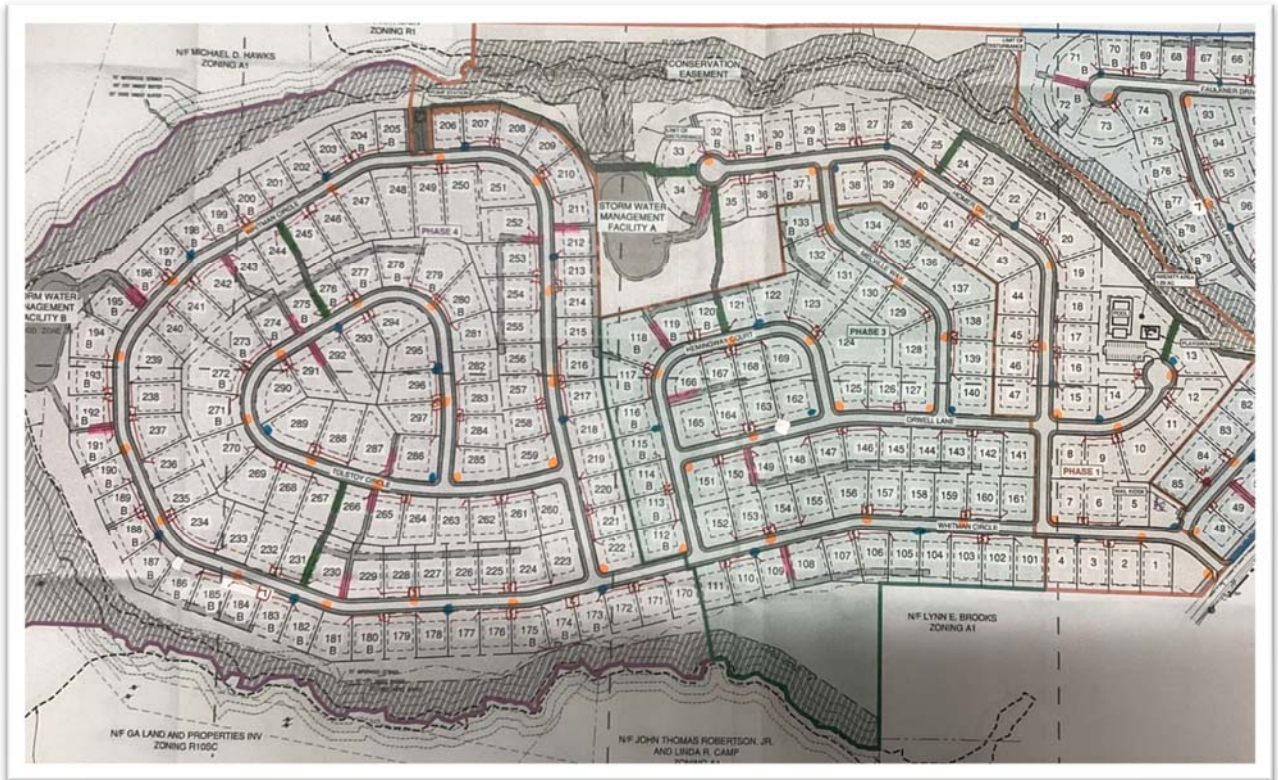 ZONING R1
N/F MICHAEL D. HAWKS
ZONING A1
CONSERVATION
EASEMENT
LIMIT OF
DISTURBANCE
71 B
70 B
69 B
68
67 B
66
72 B
FAULKNER DRIV
73
74
93
75
94
B 76
95
B 77
96
B 78
B 79
204 B
205 B
206
207
208 B
209
210
211
203 B
202
201
200 B
199 B
198 B
197 B
196 B
195 B
194
193 B
192 B
191 B
190 B
189 B
188 B
187 B
186 B
185 B
184 B
183 B
182 B
181 B
180 B
179
178
177
176
175 B
174 B
173 B
172
171
170
WHITMAN CIRCLE
247
248
249
250
251
252
253
254
255
256
257
258
259
246
245
244
243
242
241
240
239
238
237
236
235
234
233
232
231
230
229
228
227
226
225
224
223
PHASE 4
212 B
213
214
215
216
217
218
219
220
221
222
277 B
278 B
279
276 B
275 B
274 B
273 B
272 B
271 B
270
269
268
267
266
265
264
263
262
261
260
280
281
282
283
284
285
286
287
288
289
290
291
292
293
294
295
296
297
TOLSTOY CIRCLE
STORM WATER
MANAGEMENT
FACILITY A
ORM WATER
NAGEMENT
ACILITY B
LIMIT OF
DISTURBANCE
32 B
31 B
30 B
29 B
28
27
26
25
24
23
22
21
20
19
18
17
16
15
14
13
12
11
10
9
8
7
6
5
4
3
2
1
33
34
35
36
37 B
38
39
40
41
42
43
44
45
46
47
133 B
132
131
130
129
128
134
135
136
137
138
139
140
MELVILLE WAY
PHASE 3
118 B
119 B
120 B
121
122
123
124
125
126
127
117 B
116 B
115 B
114 B
113 B
112 B
HEMINGWAY COURT
166
167
168
169
165
164
163
162
ORWELL LANE
151
150
149
148
147
146
145
144
143
142
141
152
153
154
155
156
157
158
159
160
161
WHITMAN CIRCLE
111
110
109
108
107
106
105
104
103
102
101
POOL
PLAYGROUND
PHASE 1
MAIL KIOSK
82
83
84
85
48
49
N/F LYNN E. BROOKS
ZONING A1
N/F GA LAND AND PROPERTIES INV
ZONING R10SC
N/F JOHN THOMAS ROBERTSON, JR.
AND LINDA R. CAMP